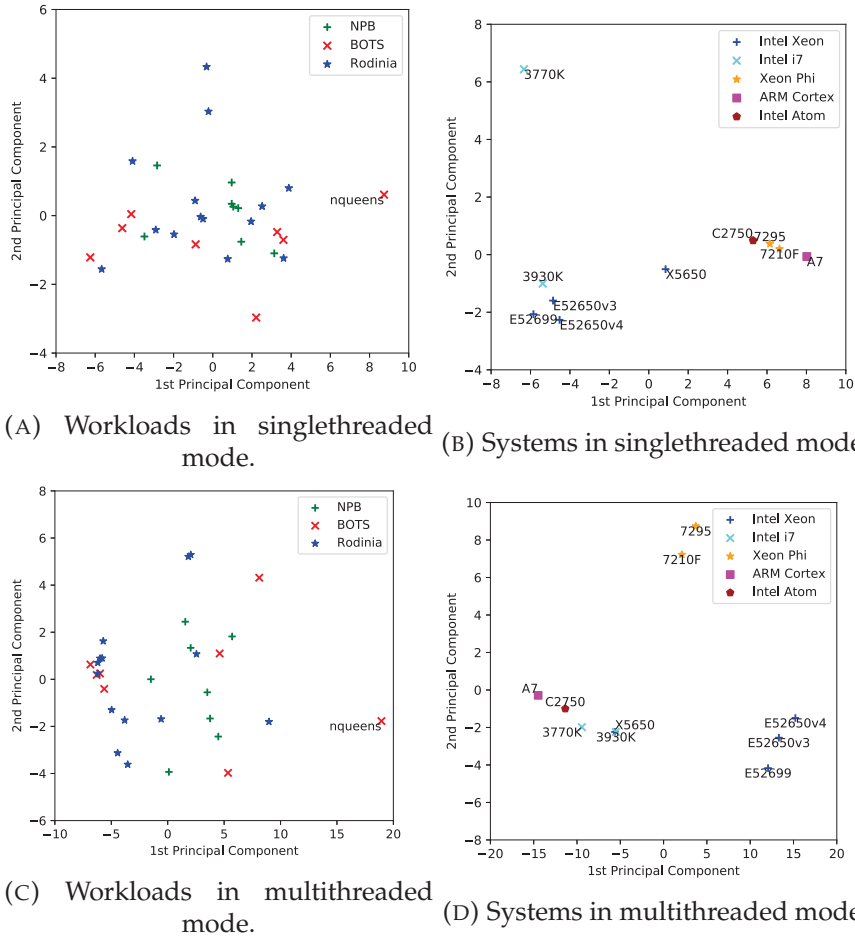 6
4
2
0
−2
−4
−8 −6 −4 −2 0 2 4 6 8 10
2nd Principal Component
1st Principal Component
NPB
BOTS
Rodinia
nqueens
(A) Workloads in singlethreaded
mode.
8
6
4
2
0
−2
−4
−8 −6 −4 −2 0 2 4 6 8 10
2nd Principal Component
1st Principal Component
Intel Xeon
Intel i7
Xeon Phi
ARM Cortex
Intel Atom
3770K
C2750
7295
7210F
A7
X5650
3930K
E52650v3
E52699
E52650v4
(B) Systems in singlethreaded mode
8
6
4
2
0
−2
−4
−6
−10 −5 0 5 10 15 20
2nd Principal Component
1st Principal Component
NPB
BOTS
Rodinia
nqueens
(C) Workloads in multithreaded
mode.
10
8
6
4
2
0
−2
−4
−6
−8
−20 −15 −10 −5 0 5 10 15 20
2nd Principal Component
1st Principal Component
Intel Xeon
Intel i7
Xeon Phi
ARM Cortex
Intel Atom
7295
7210F
A7
C2750
X5650
3770K
3930K
E52650v4
E52650v3
E52699
(D) Systems in multithreaded mode